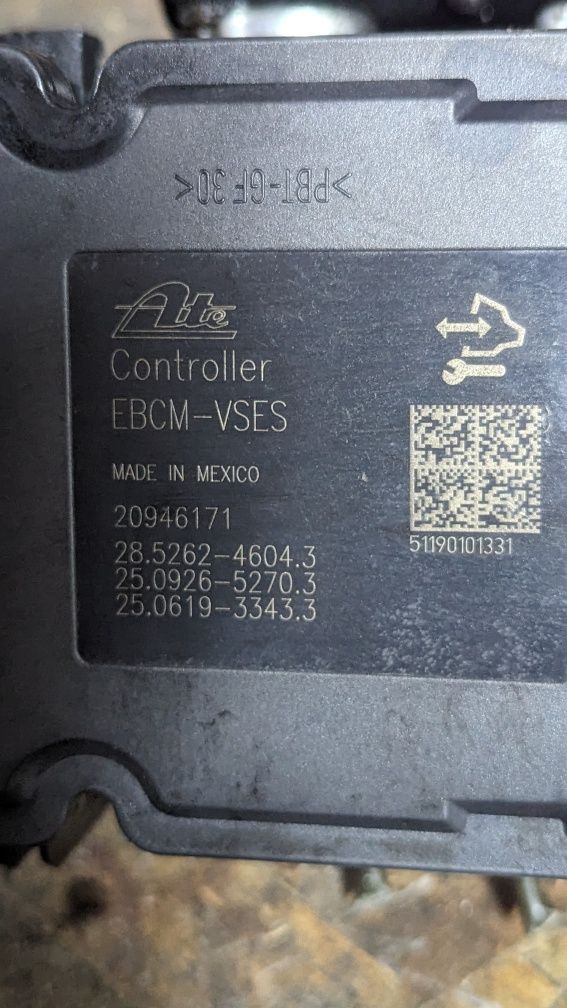 >PBT-GF30<
Ate
Controller
EBCM-VSES
MADE IN MEXICO
20946171
28.5262-4604.3
25.0926-5270.3
25.0619-3343.3
51190101331